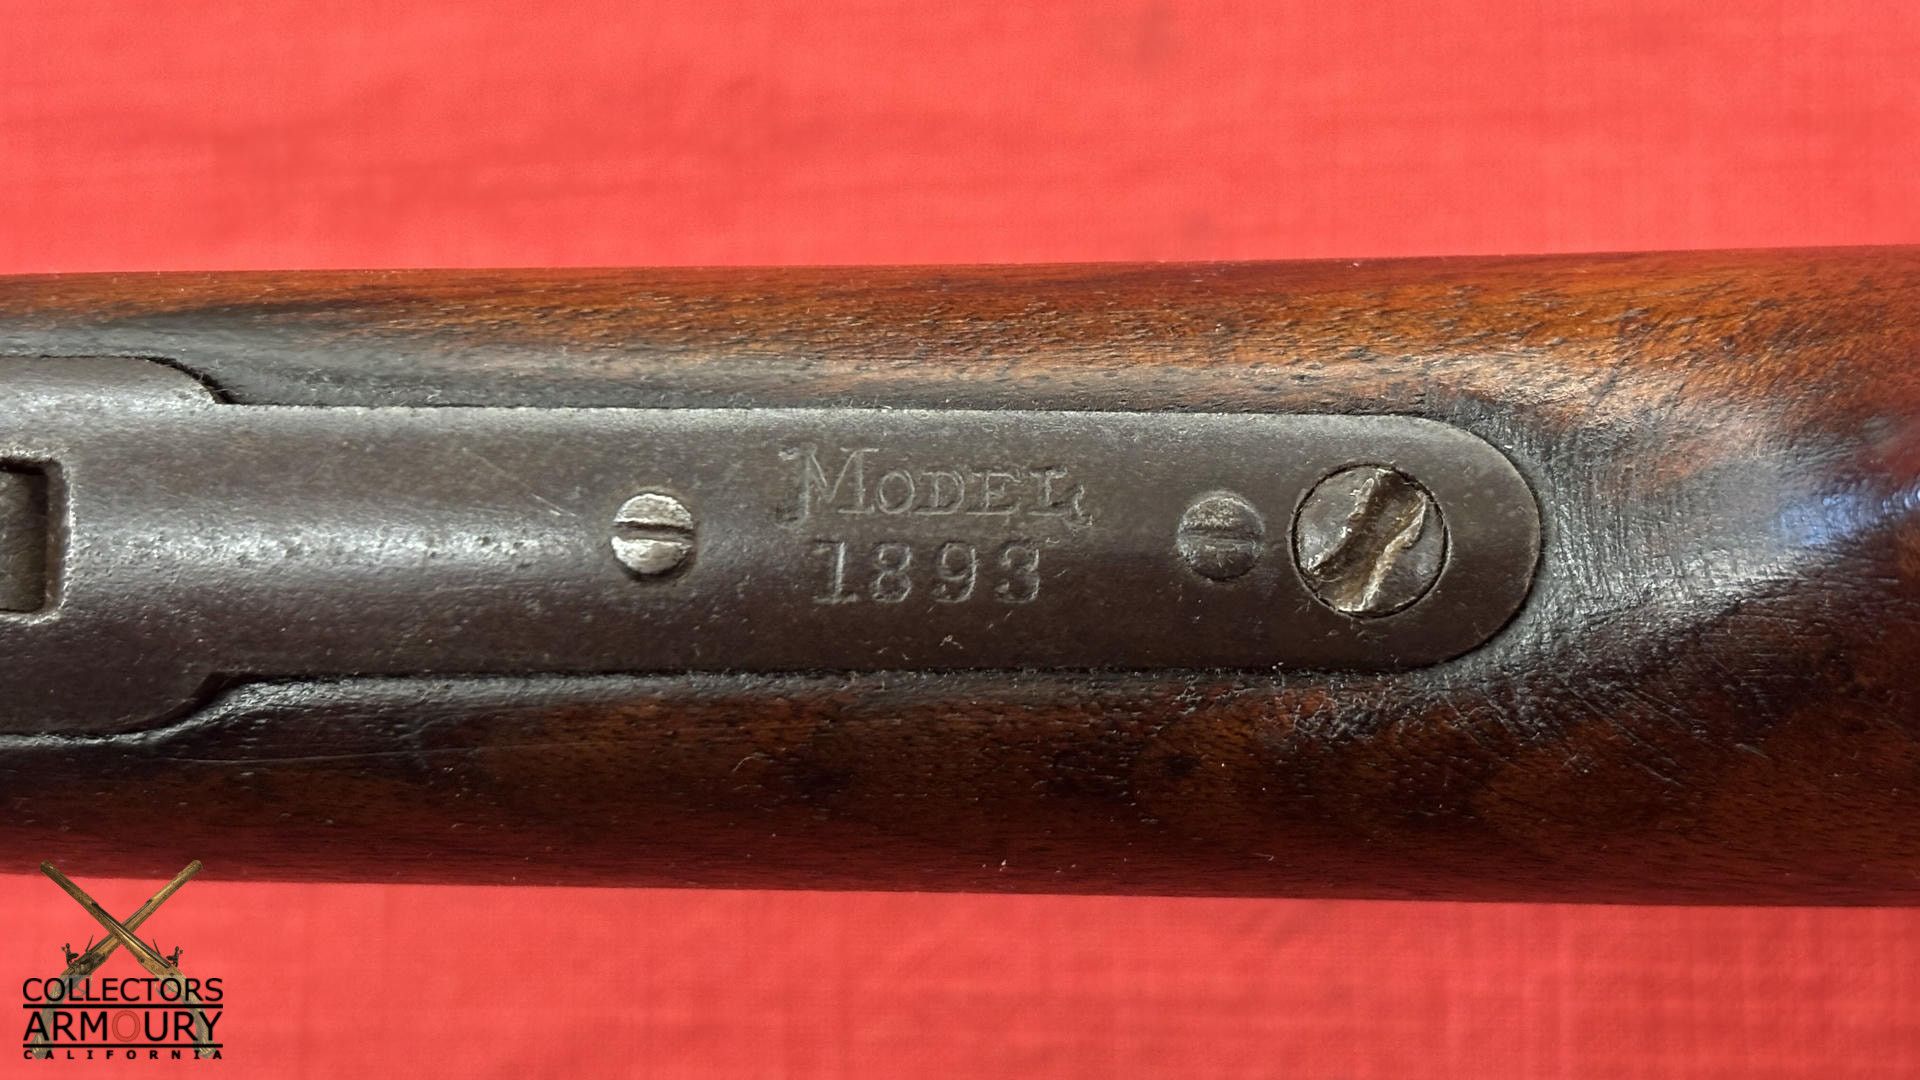 MODEL
1893
COLLECTORS
ARMOURY
CALIFORNIA